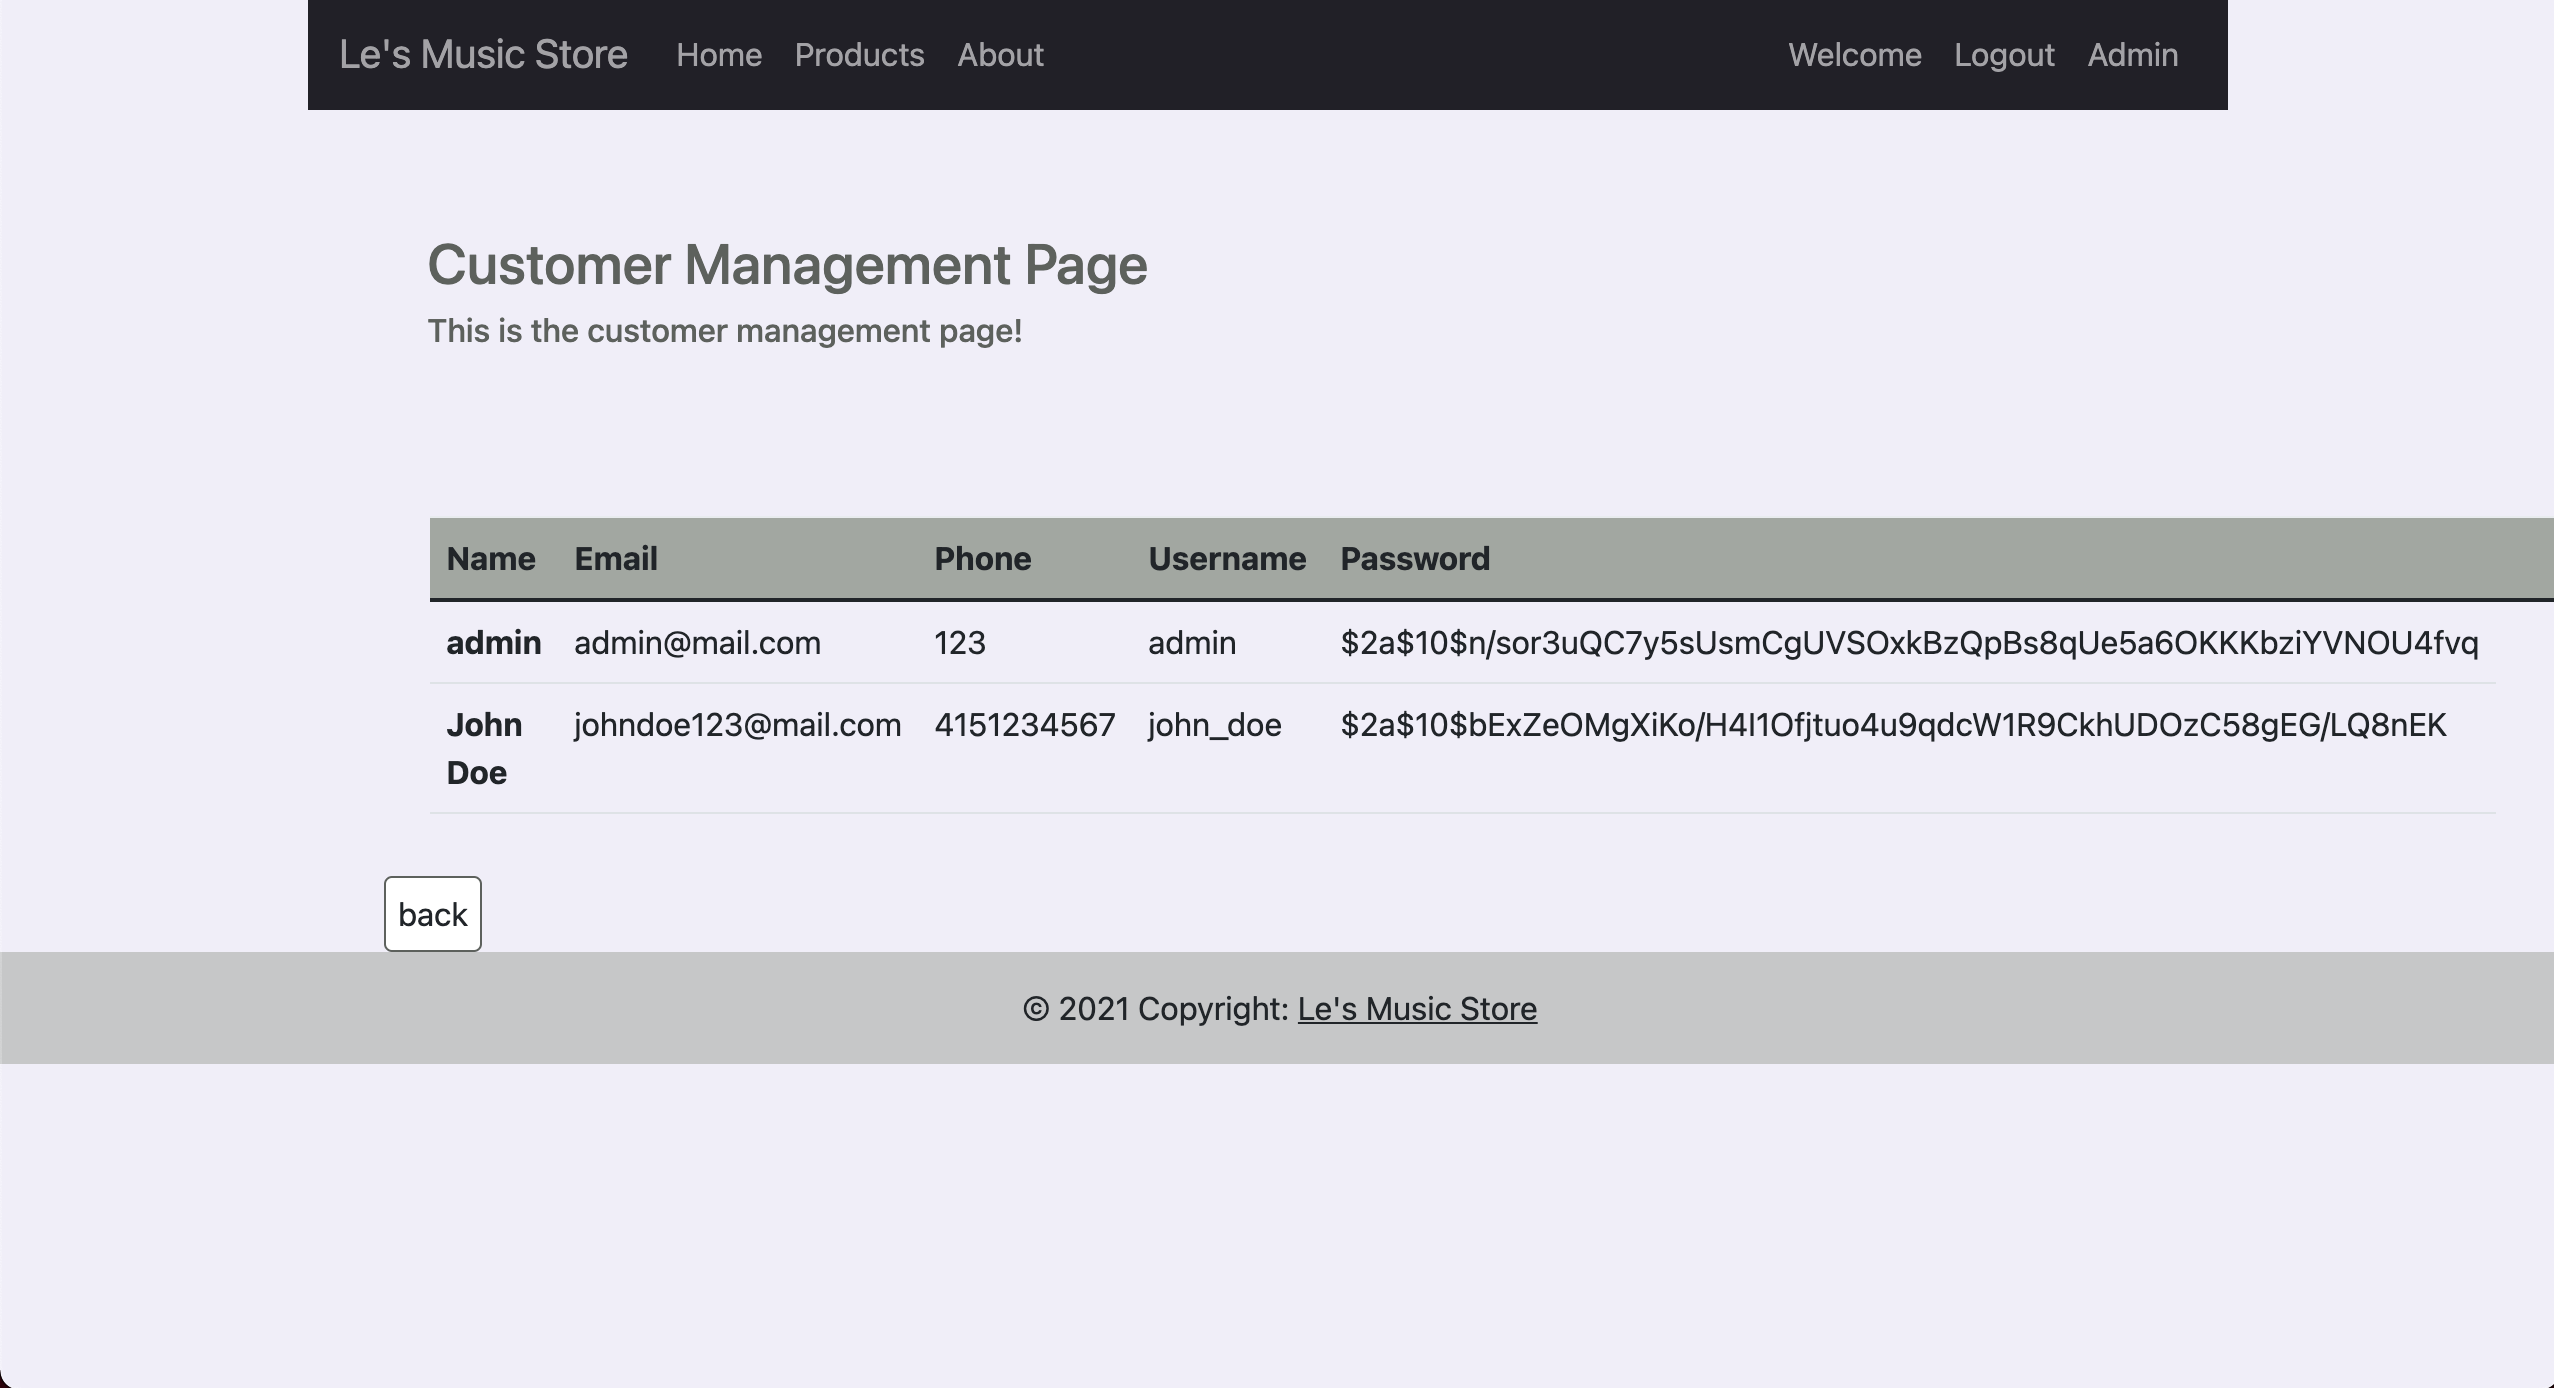 Le's Music Store Home Products About Welcome Logout Admin
Customer Management Page
This is the customer management page!
Name Email Phone Username Password
admin admin@mail.com 123 admin $2a$10$n/sor3uQC7y5sUsmCgUVSOxkBzQpBs8qUe5a6OKKKbziYVNOU4fvq
John johndoe123@mail.com 4151234567 john_doe $2a$10$bExZeOMgXiKo/H4I1Ofjtuo4u9qdcW1R9CkhUDOzC58gEG/LQ8nEK
Doe
back
© 2021 Copyright: Le's Music Store